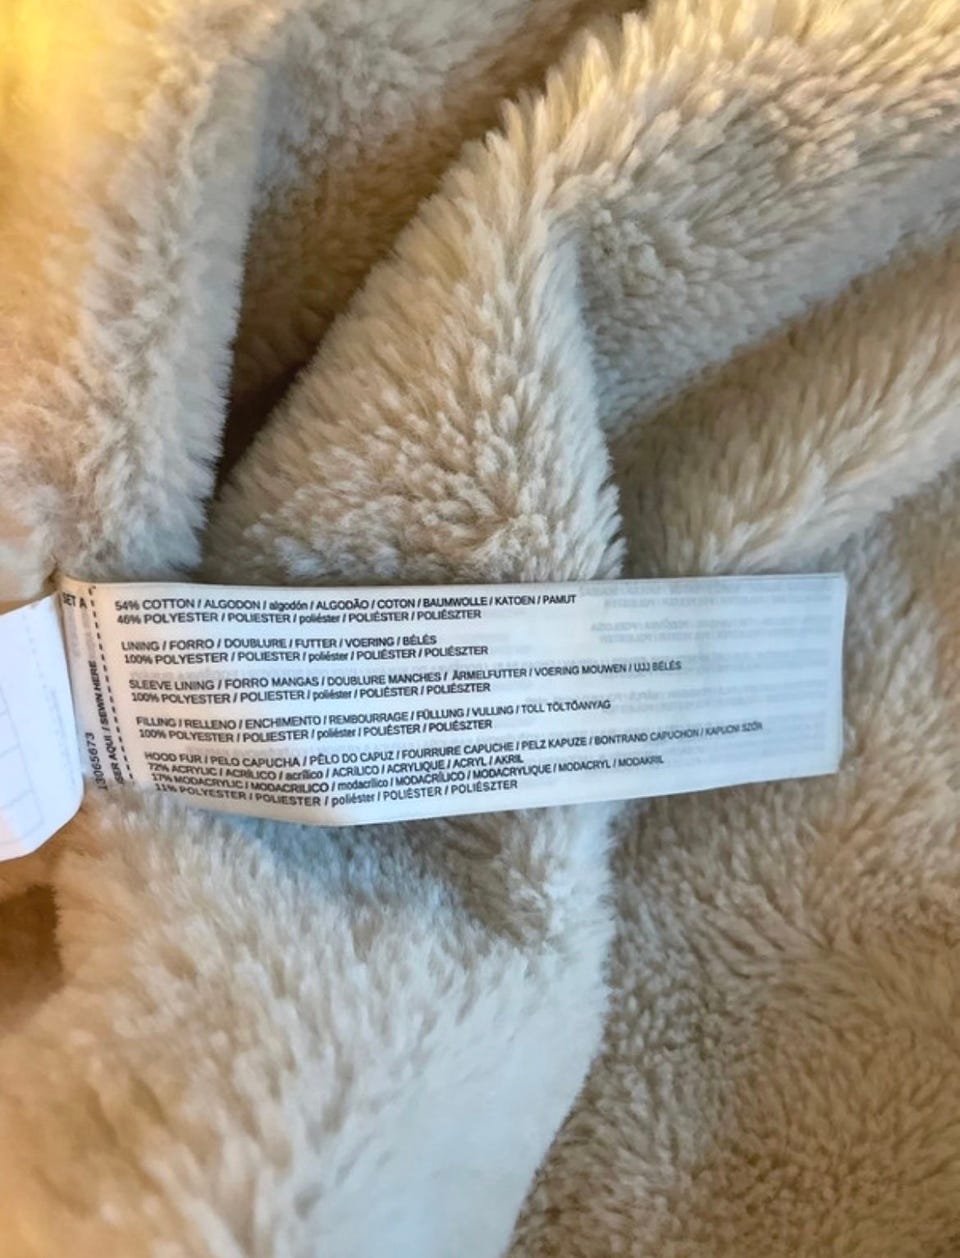 54% COTTON / ALGODON / algodón / ALGODÃO / COTON / BAUMWOLLE / KATOEN / PAMUT
46% POLYESTER / POLIESTER / poliéster / POLIÉSTER / POLIÉSZTER
LINING / FORRO / DOUBLURE / FUTTER / VOERING / BÉLÉS
100% POLYESTER / POLIESTER / poliéster / POLIÉSTER / POLIÉSZTER
SLEEVE LINING / FORRO MANGAS / DOUBLURE MANCHES / ÄRMELFUTTER / VOERING MOUWEN / UJJ BÉLÉS
100% POLYESTER / POLIESTER / poliéster / POLIÉSTER / POLIÉSZTER
FILLING / RELLENO / ENCHIMENTO / REMBOURRAGE / FÜLLUNG / VULLING / TOLL TÖLTŐANYAG
100% POLYESTER / POLIESTER / poliéster / POLIÉSTER / POLIÉSZTER
HOOD FUR / PELO CAPUCHA / PÊLO DO CAPUZ / FOURRURE CAPUCHE / PELZ KAPUZE / BONTRAND CAPUCHON / KAPUCNI SZŐR
72% ACRYLIC / ACRILICO / acrílico / ACRILICO / ACRYLIQUE / ACRYL / AKRIL
17% MODACRYLIC / MODACRILICO / modacrílico / MODACRÍLICO / MODACRYLIQUE / MODACRYL / MODAKRIL
11% POLYESTER / POLIESTER / poliéster / POLIÉSTER / POLIÉSZTER
SET A
13065673
SER AQUI / SEWN HERE